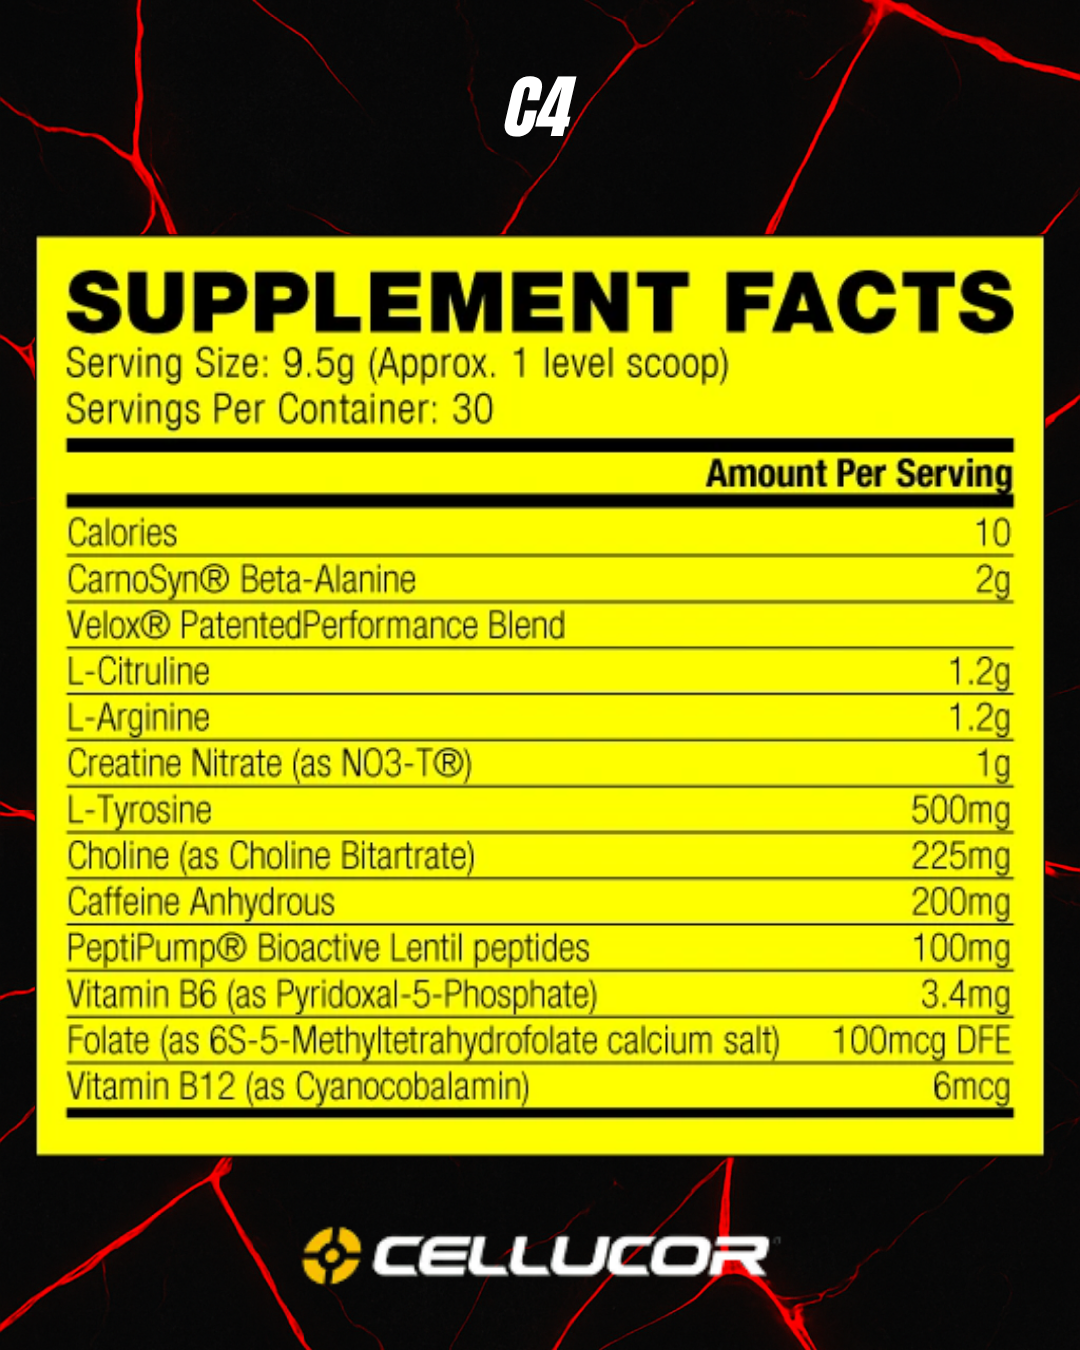 C4
SUPPLEMENT FACTS
Serving Size: 9.5g (Approx. 1 level scoop)
Servings Per Container: 30
Amount Per Serving
Calories 10
CarnoSyn® Beta-Alanine 2g
Velox® PatentedPerformance Blend
L-Citruline 1.2g
L-Arginine 1.2g
Creatine Nitrate (as NO3-T®) 1g
L-Tyrosine 500mg
Choline (as Choline Bitartrate) 225mg
Caffeine Anhydrous 200mg
PeptiPump® Bioactive Lentil peptides 100mg
Vitamin B6 (as Pyridoxal-5-Phosphate) 3.4mg
Folate (as 6S-5-Methyltetrahydrofolate calcium salt) 100mcg DFE
Vitamin B12 (as Cyanocobalamin) 6mcg
CELLUCOR